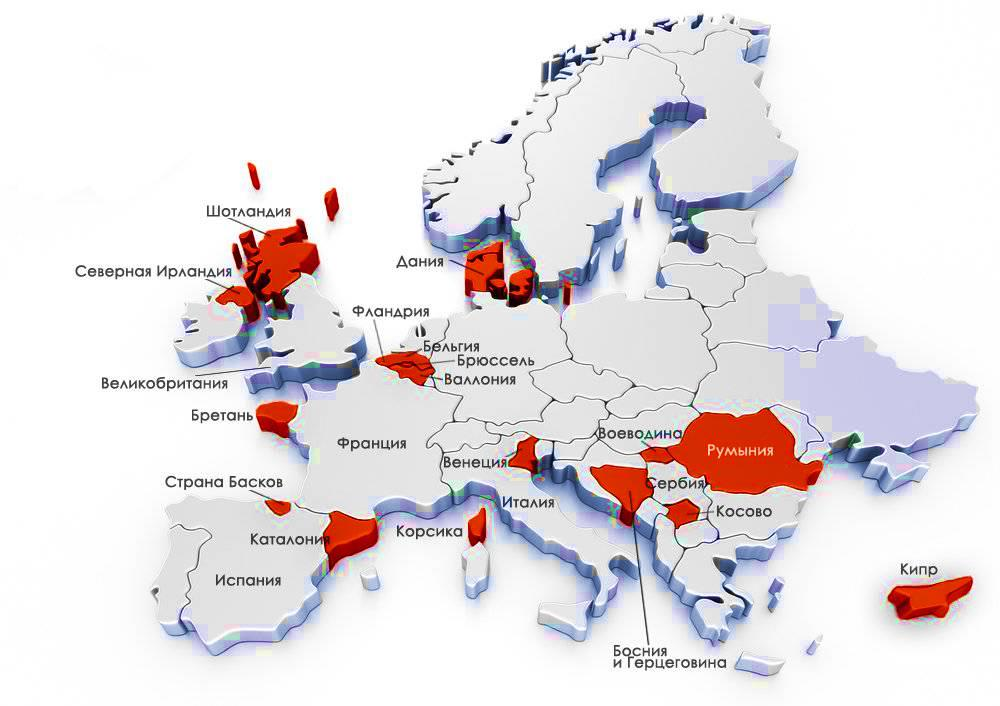 Шотландия
Северная Ирландия
Дания
Фландрия
Бельгия
Брюссель
Валлония
Великобритания
Бретань
Франция
Воеводина
Румыния
Венеция
Страна Басков
Сербия
Италия
Косово
Каталония
Корсика
Испания
Кипр
Босния
и Герцеговина